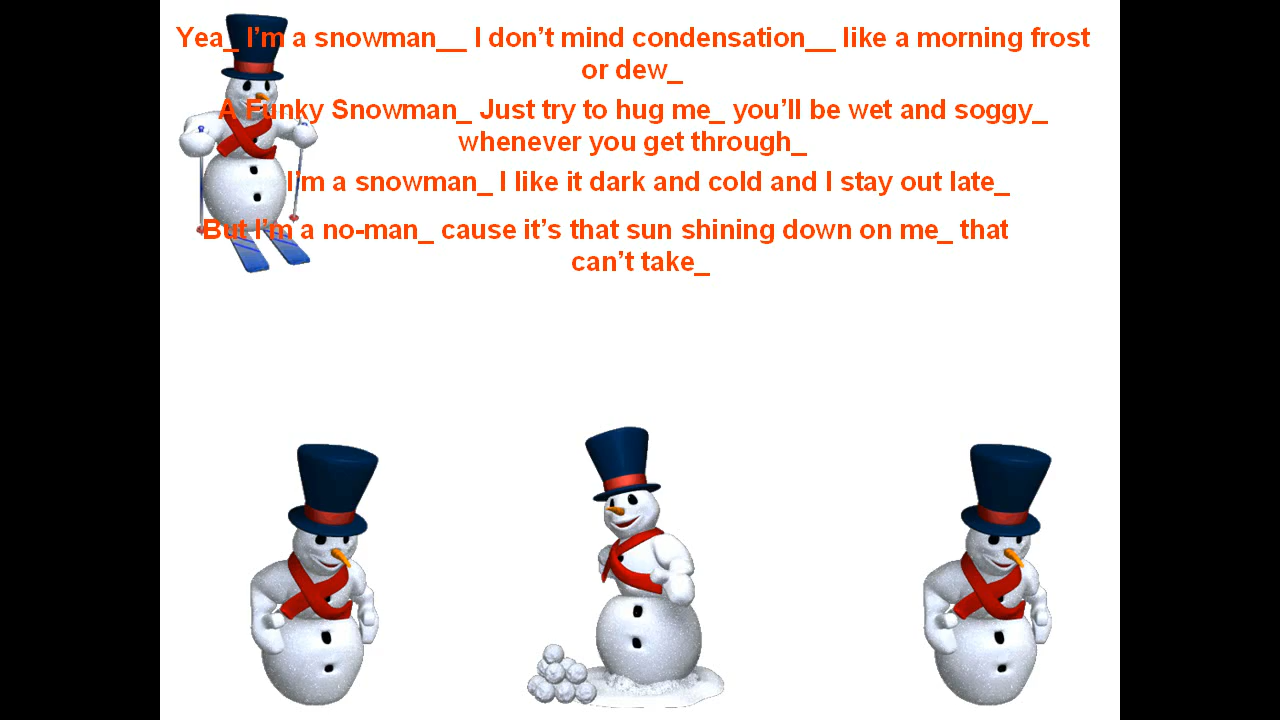 Yea_ I’m a snowman__ I don’t mind condensation__ like a morning frost
or dew_
A Funky Snowman_ Just try to hug me_ you’ll be wet and soggy_
whenever you get through_
I’m a snowman_ I like it dark and cold and I stay out late_
But I’m a no-man_ cause it’s that sun shining down on me_ that
can’t take_